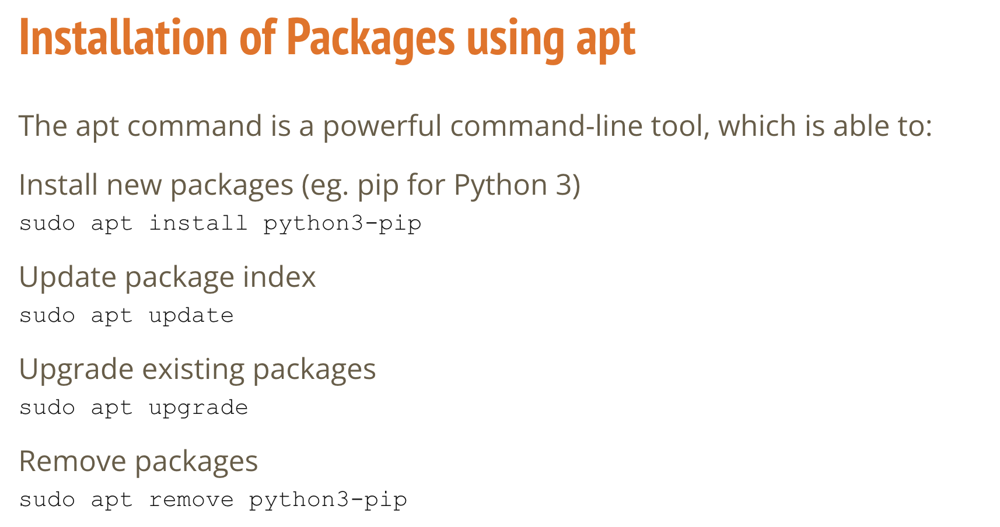 Installation of Packages using apt
The apt command is a powerful command-line tool, which is able to:
Install new packages (eg. pip for Python 3)
sudo apt install python3-pip
Update package index
sudo apt update
Upgrade existing packages
sudo apt upgrade
Remove packages
sudo apt remove python3-pip